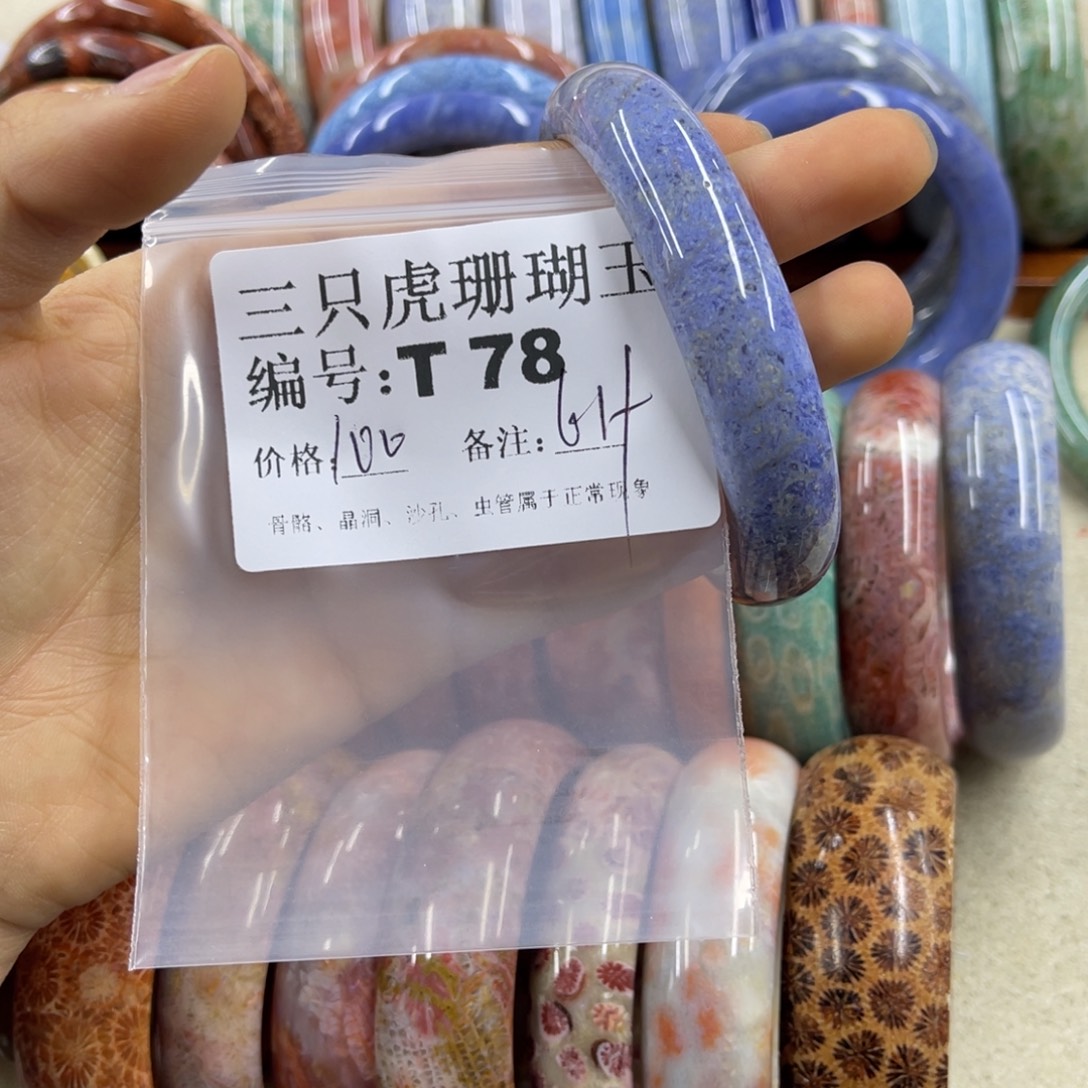 三只虎珊瑚玉
编号:T 78
价格:100 备注:64
骨骼、晶洞、沙孔、虫管属于正常现象